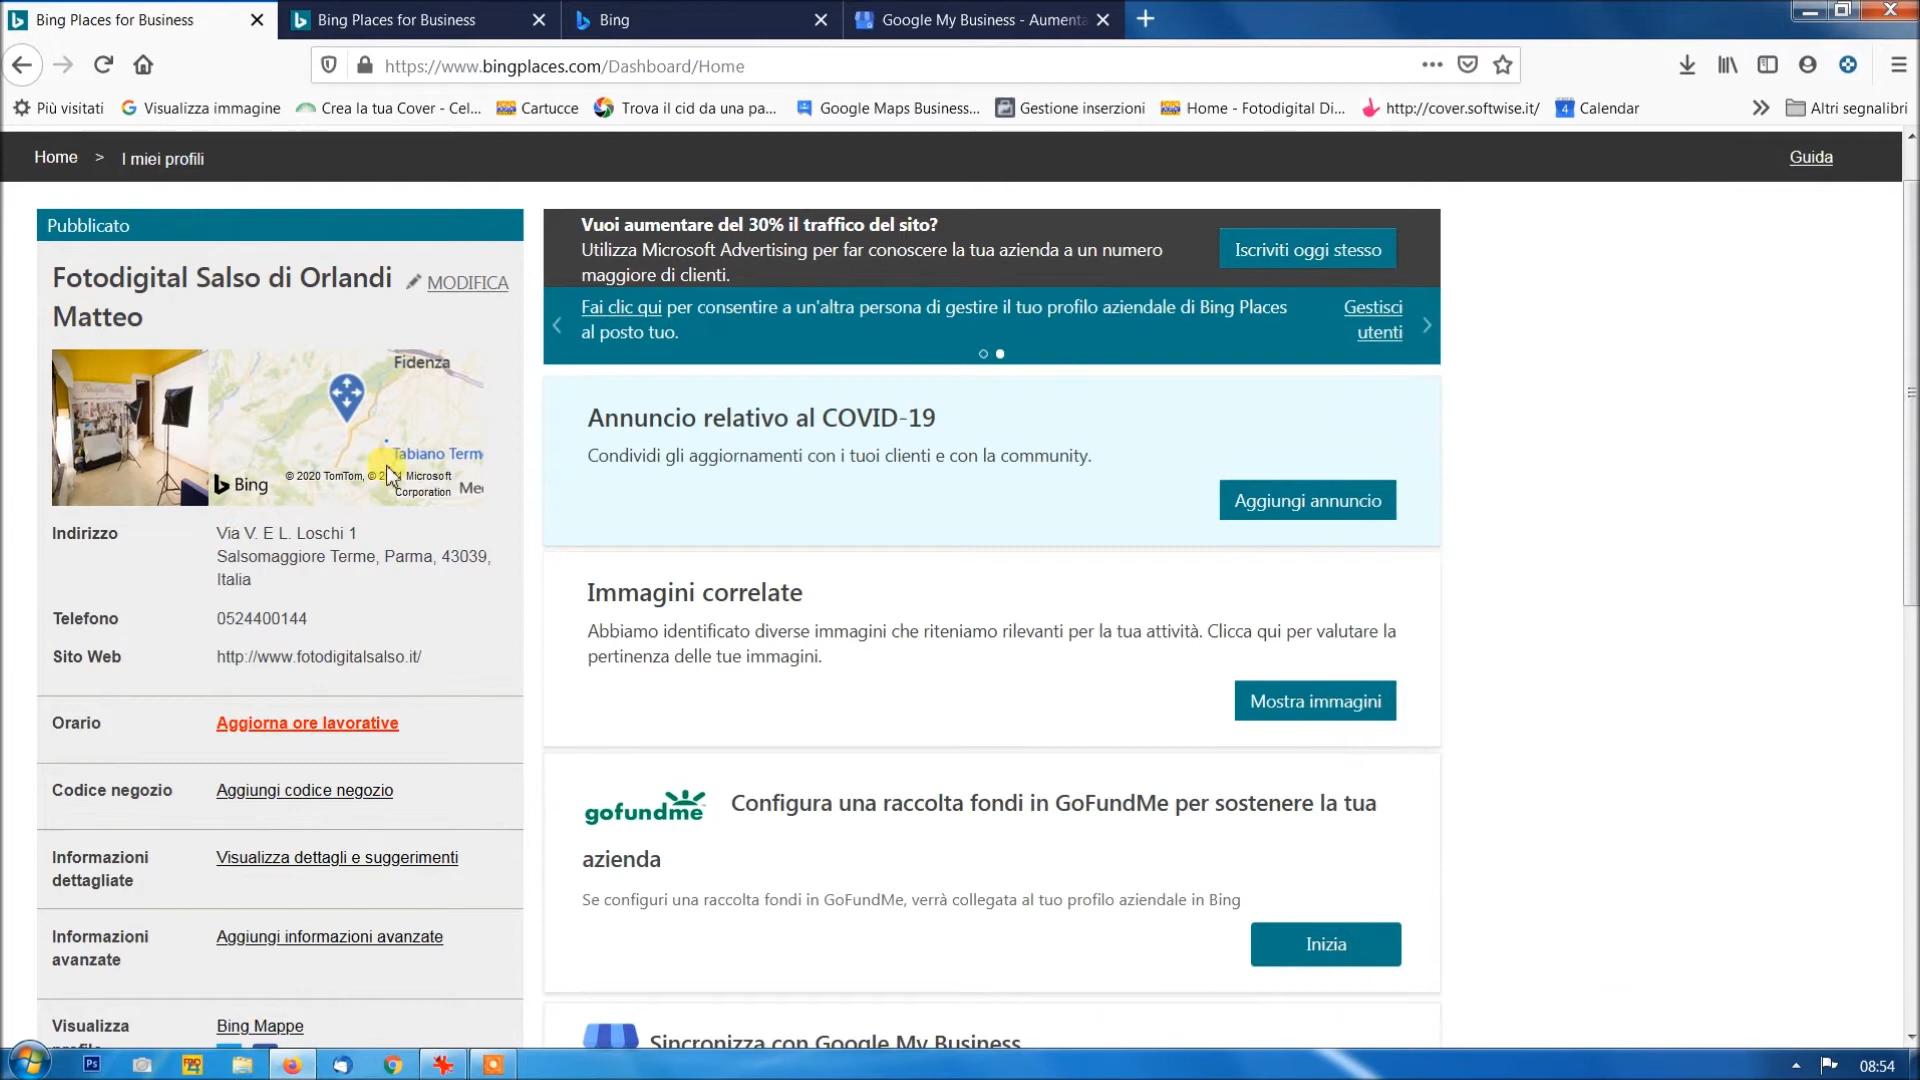 Bing Places for Business
Bing Places for Business
Bing
Google My Business - Aumenta
https://www.bingplaces.com/Dashboard/Home
Più visitati
Visualizza immagine
Crea la tua Cover - Cel...
Cartucce
Trova il cid da una pa...
Google Maps Business...
Gestione inserzioni
Home - Fotodigital Di...
http://cover.softwise.it/
4 Calendar
Altri segnalibri
Home > I miei profili
Guida
Pubblicato
Fotodigital Salso di Orlandi
Matteo
MODIFICA
Fidenza
Tabiano Term
© 2020 TomTom, © Microsoft
Corporation
Bing
Indirizzo
Via V. E L. Loschi 1
Salsomaggiore Terme, Parma, 43039,
Italia
Telefono 0524400144
Sito Web http://www.fotodigitalsalso.it/
Orario Aggiorna ore lavorative
Codice negozio Aggiungi codice negozio
Informazioni
dettagliate
Visualizza dettagli e suggerimenti
Informazioni
avanzate
Aggiungi informazioni avanzate
Visualizza
Bing Mappe
Vuoi aumentare del 30% il traffico del sito?
Utilizza Microsoft Advertising per far conoscere la tua azienda a un numero
maggiore di clienti.
Iscriviti oggi stesso
Fai clic qui per consentire a un'altra persona di gestire il tuo profilo aziendale di Bing Places
al posto tuo.
Gestisci
utenti
Annuncio relativo al COVID-19
Condividi gli aggiornamenti con i tuoi clienti e con la community.
Aggiungi annuncio
Immagini correlate
Abbiamo identificato diverse immagini che riteniamo rilevanti per la tua attività. Clicca qui per valutare la
pertinenza delle tue immagini.
Mostra immagini
gofundme
Configura una raccolta fondi in GoFundMe per sostenere la tua
azienda
Se configuri una raccolta fondi in GoFundMe, verrà collegata al tuo profilo aziendale in Bing
Inizia
Sincronizza con Google My Business
Ps
08:54